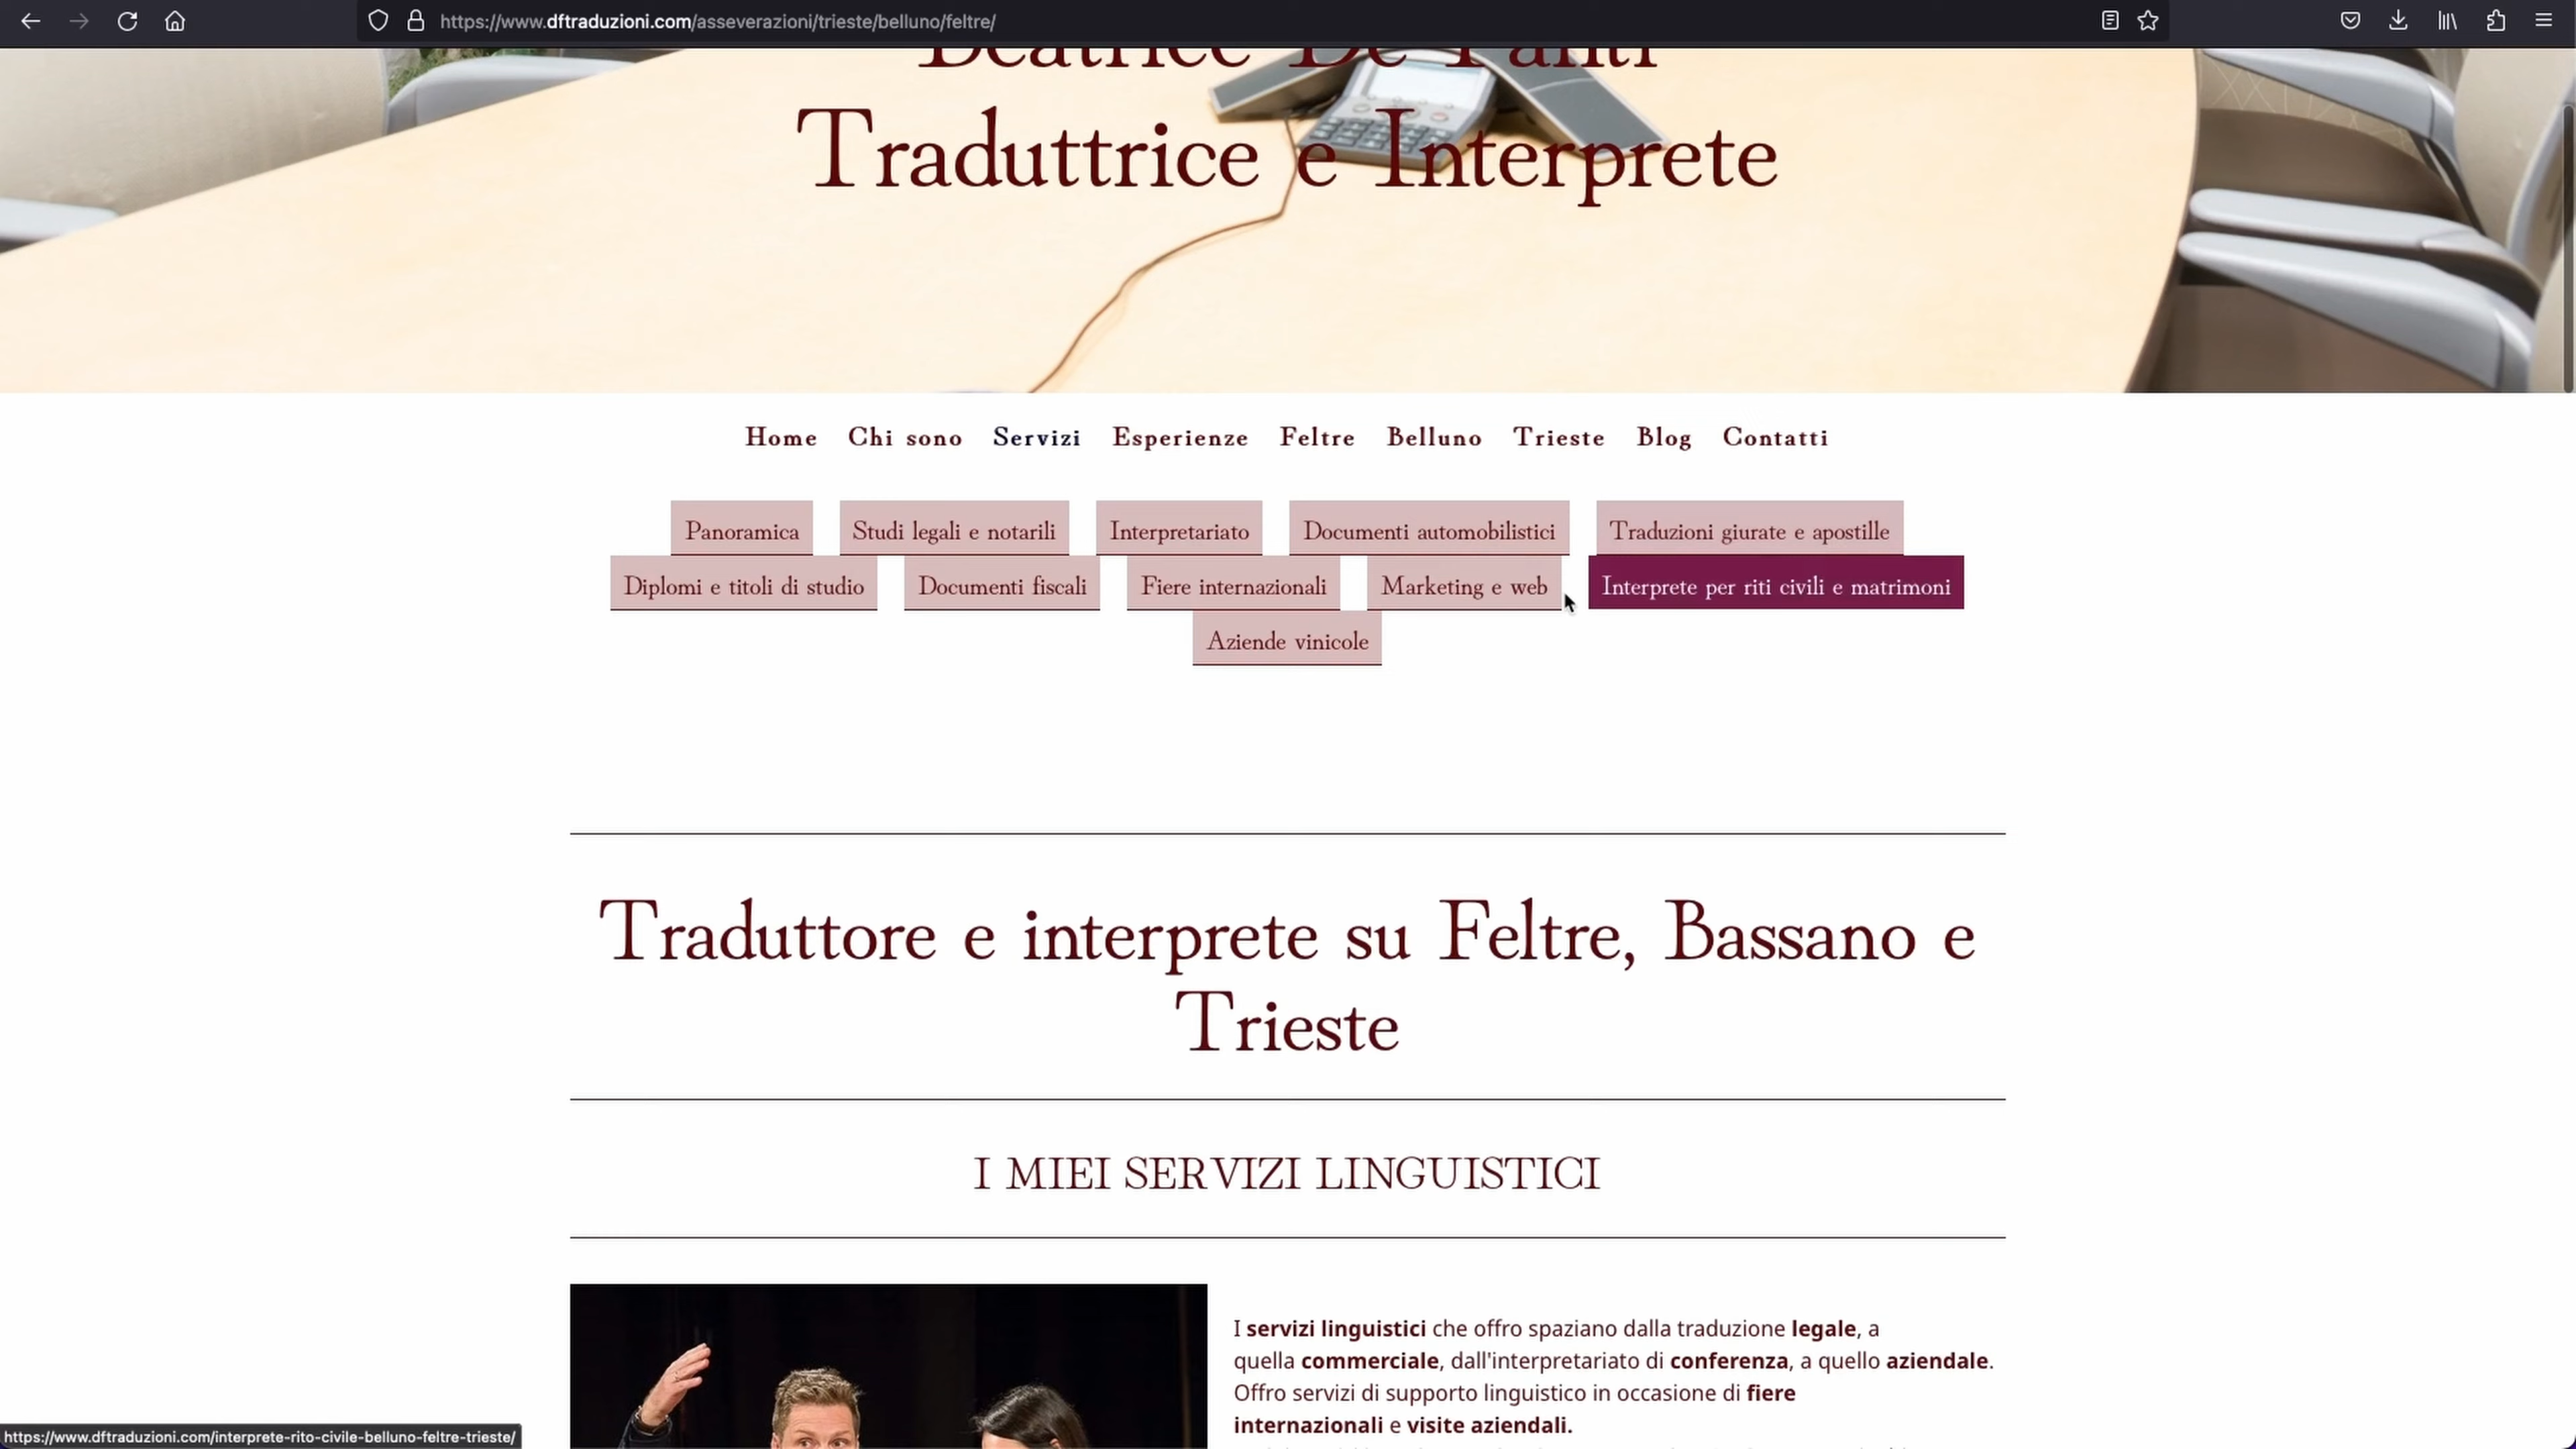 https://www.dftraduzioni.com/asseverazioni/trieste/belluno/feltre/
Traduttrice e Interprete
Home Chi sono Servizi Esperienze Feltre Belluno Trieste Blog Contatti
Panoramica Studi legali e notarili Interpretariato Documenti automobilistici Traduzioni giurate e apostille
Diplomi e titoli di studio Documenti fiscali Fiere internazionali Marketing e web Interprete per riti civili e matrimoni
Aziende vinicole
Traduttore e interprete su Feltre, Bassano e
Trieste
I MIEI SERVIZI LINGUISTICI
I servizi linguistici che offro spaziano dalla traduzione legale, a
quella commerciale, dall'interpretariato di conferenza, a quello aziendale.
Offro servizi di supporto linguistico in occasione di fiere
internazionali e visite aziendali.
https://www.dftraduzioni.com/interprete-rito-civile-belluno-feltre-trieste/